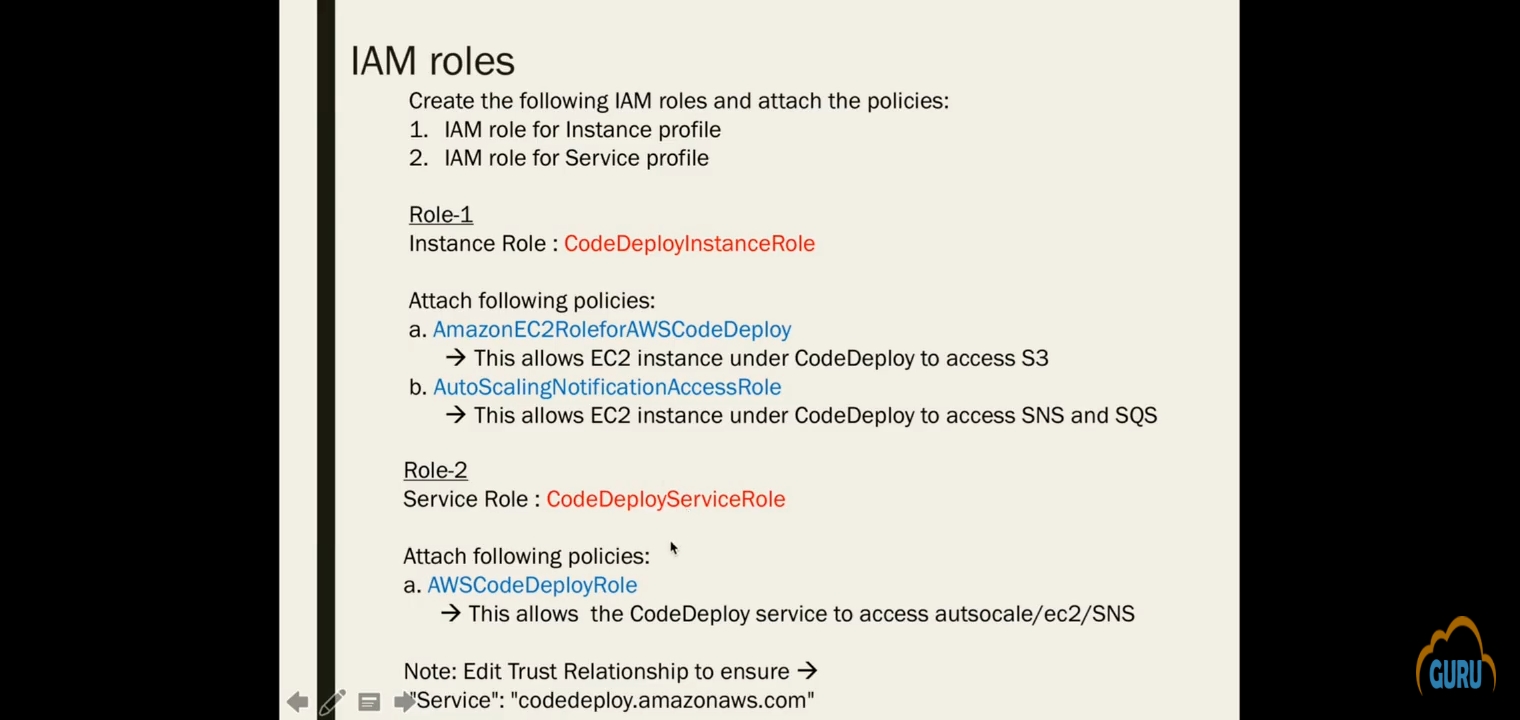 IAM roles
Create the following IAM roles and attach the policies:
1. IAM role for Instance profile
2. IAM role for Service profile
Role-1
Instance Role : CodeDeployInstanceRole
Attach following policies:
a. AmazonEC2RoleforAWSCodeDeploy
→ This allows EC2 instance under CodeDeploy to access S3
b. AutoScalingNotificationAccessRole
→ This allows EC2 instance under CodeDeploy to access SNS and SQS
Role-2
Service Role : CodeDeployServiceRole
Attach following policies:
a. AWSCodeDeployRole
→ This allows the CodeDeploy service to access autsocale/ec2/SNS
Note: Edit Trust Relationship to ensure →
"Service": "codedeploy.amazonaws.com"
GURU